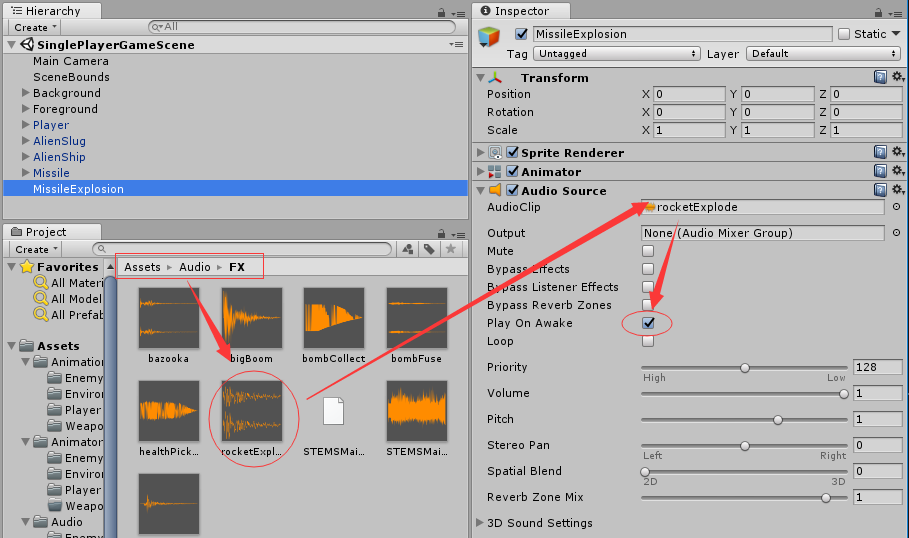 Hierarchy
Create
All
SinglePlayerGameScene
Main Camera
SceneBounds
Background
Foreground
Player
AlienSlug
AlienShip
Missile
MissileExplosion
Project
Create
Favorites
All Materi
All Model
All Prefab
Assets
Animation
Enemy
Enviro
Player
Weapo
Animator
Enemy
Enviro
Player
Weapo
Audio
Enemy
Assets Audio FX
bazooka bigBoom bombCollect bombFuse
healthPick... rocketExpl... STEMSMai... STEMSMai...
Inspector
MissileExplosion Static
Tag Untagged Layer Default
Transform
Position X 0 Y 0 Z 0
Rotation X 0 Y 0 Z 0
Scale X 1 Y 1 Z 1
Sprite Renderer
Animator
Audio Source
AudioClip rocketExplode
Output None (Audio Mixer Group)
Mute
Bypass Effects
Bypass Listener Effects
Bypass Reverb Zones
Play On Awake
Loop
Priority 128
High Low
Volume 1
Pitch 1
Stereo Pan 0
Left Right
Spatial Blend 0
2D 3D
Reverb Zone Mix 1
3D Sound Settings